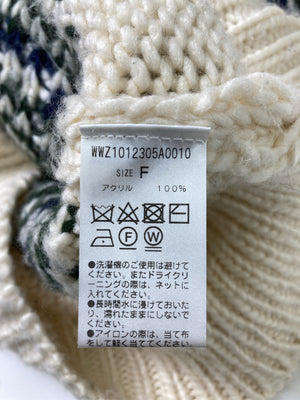 WWZ1012305A0010
SIZE F
アクリル 100%
F W
●洗濯機のご使用は避けて
ください。またドライクリ
ーニングの際は、ネットに
入れてください。
●長時間水に浸けておいた
り、濡れたままにしないで
ください。
●アイロンの際は、当て布
をして軽く当ててください